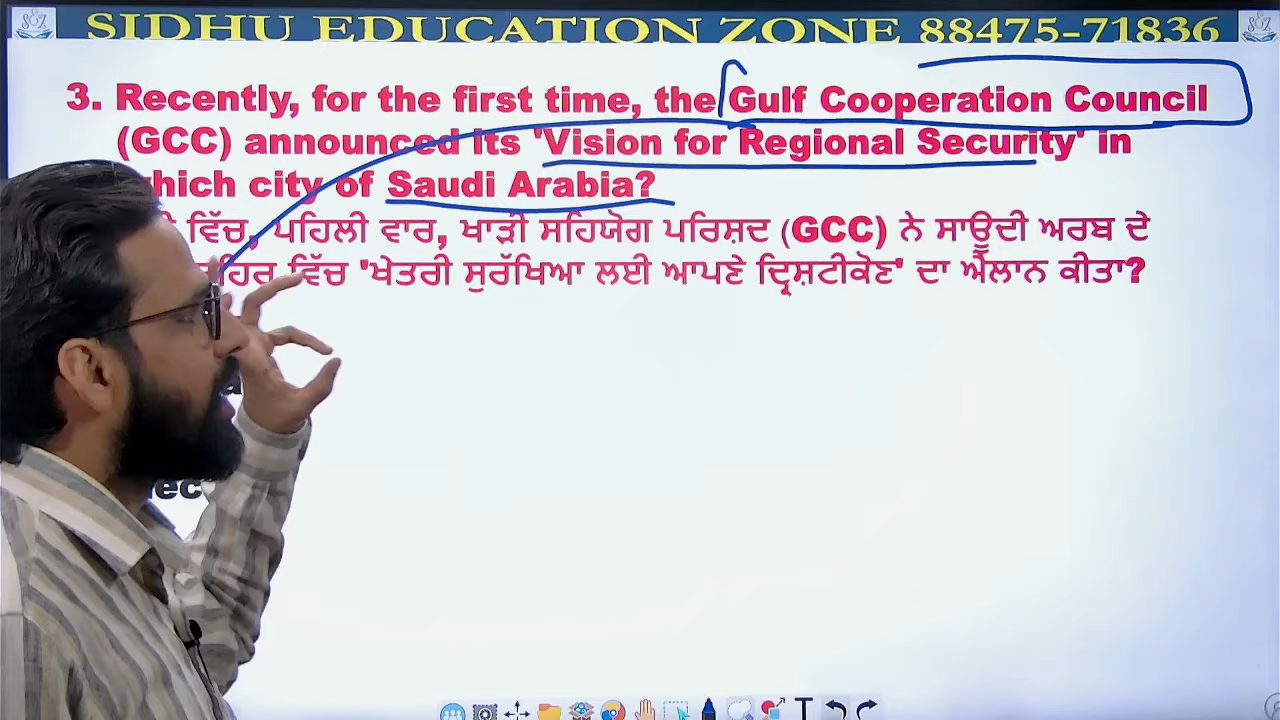 SIDHU EDUCATION ZONE 88475-71836
3. Recently, for the first time, the Gulf Cooperation Council
(GCC) announced its 'Vision for Regional Security' in
which city of Saudi Arabia?
ਵਿੱਚ, ਪਹਿਲੀ ਵਾਰ, ਖਾੜੀ ਸਹਿਯੋਗ ਪਰਿਸ਼ਦ (GCC) ਨੇ ਸਾਊਦੀ ਅਰਬ ਦੇ
ਵਿੱਚ 'ਖੇਤਰੀ ਸੁਰੱਖਿਆ ਲਈ ਆਪਣੇ ਦ੍ਰਿਸ਼ਟੀਕੋਣ' ਦਾ ਐਲਾਨ ਕੀਤਾ?